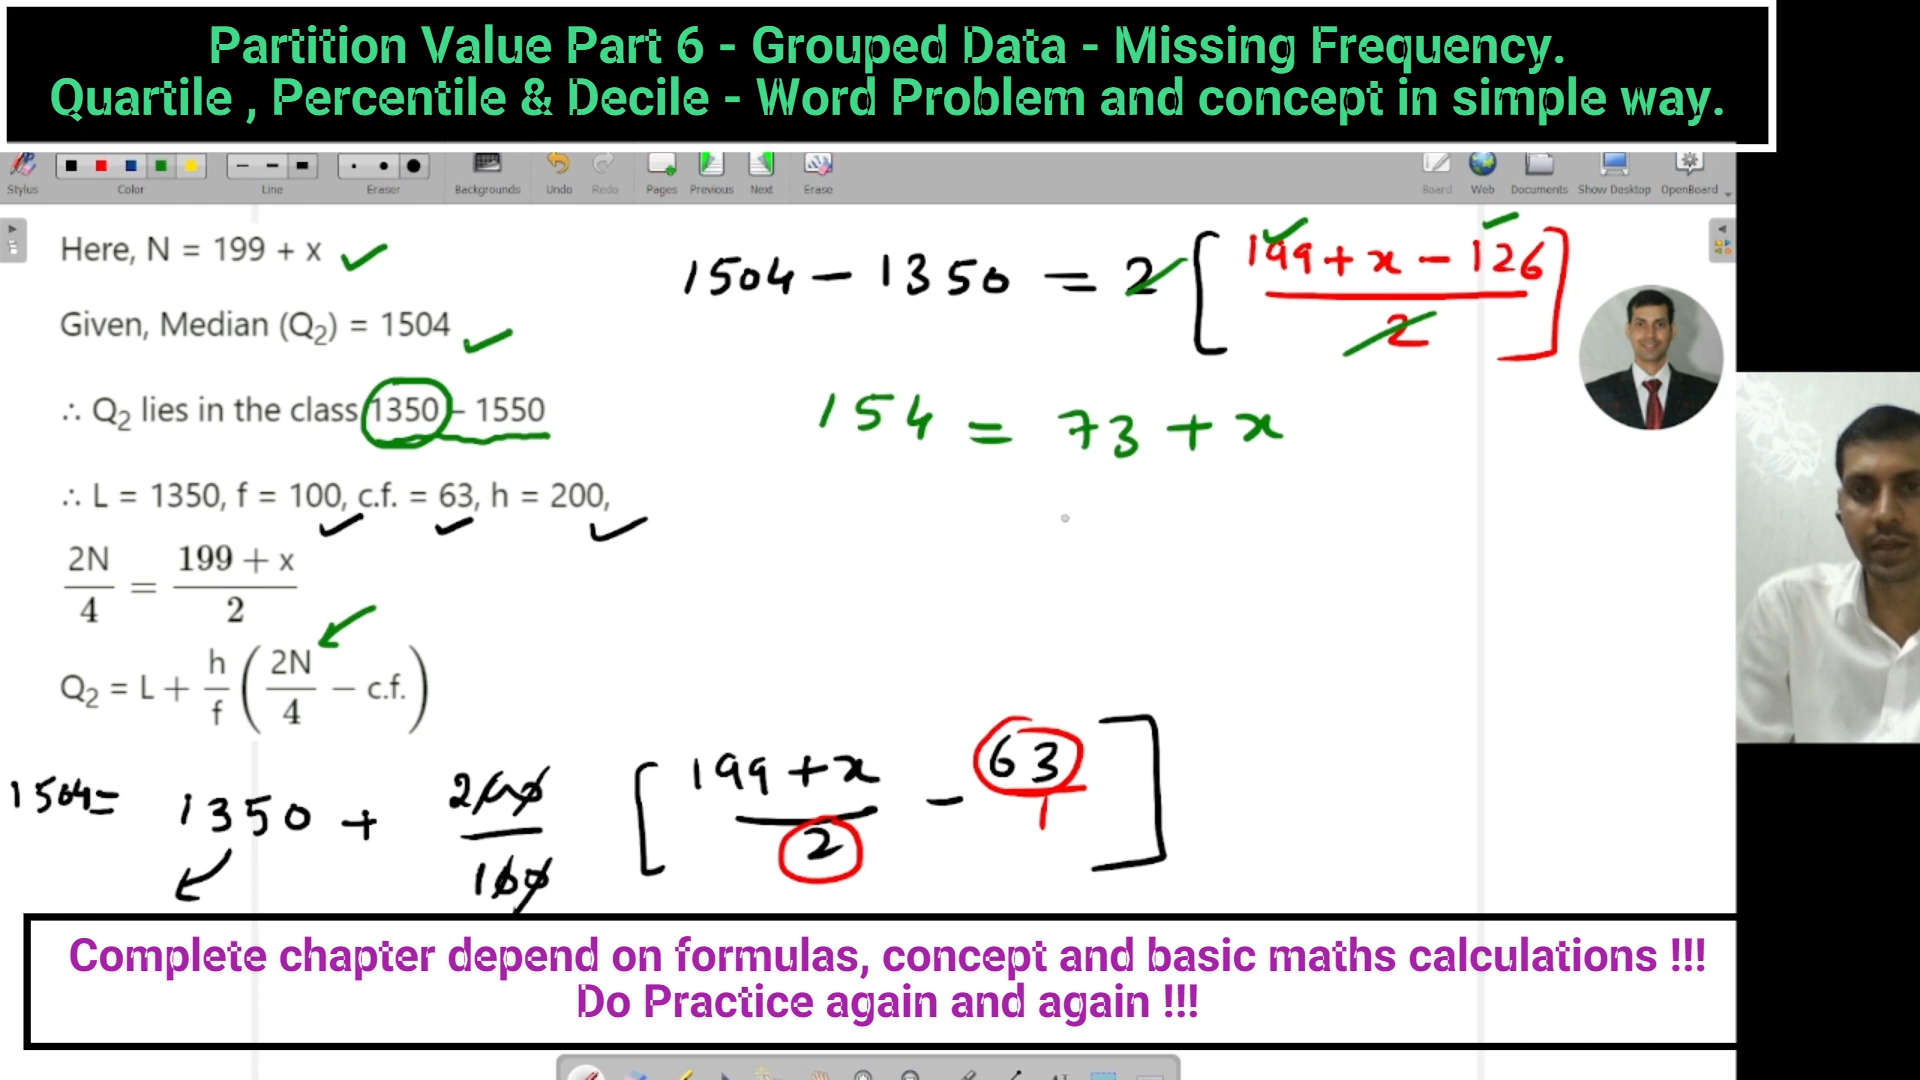 Partition Value Part 6 - Grouped Data - Missing Frequency.
Quartile , Percentile & Decile - Word Problem and concept in simple way.
Stylus Color Line Eraser Backgrounds Undo Redo Pages Previous Next Erase Board Web Documents Show Desktop OpenBoard
Here, N = 199 + x
Given, Median (Q₂) = 1504
∴ Q₂ lies in the class 1350 – 1550
∴ L = 1350, f = 100, c.f. = 63, h = 200,
2N/4 = (199 + x)/2
Q₂ = L + h/f (2N/4 − c.f.)
1504 = 1350 + 200/100 [(199 + x)/2 − 63/1]
1504 − 1350 = 2 [(199 + x − 126)/2]
154 = 73 + x
Complete chapter depend on formulas, concept and basic maths calculations !!!
Do Practice again and again !!!